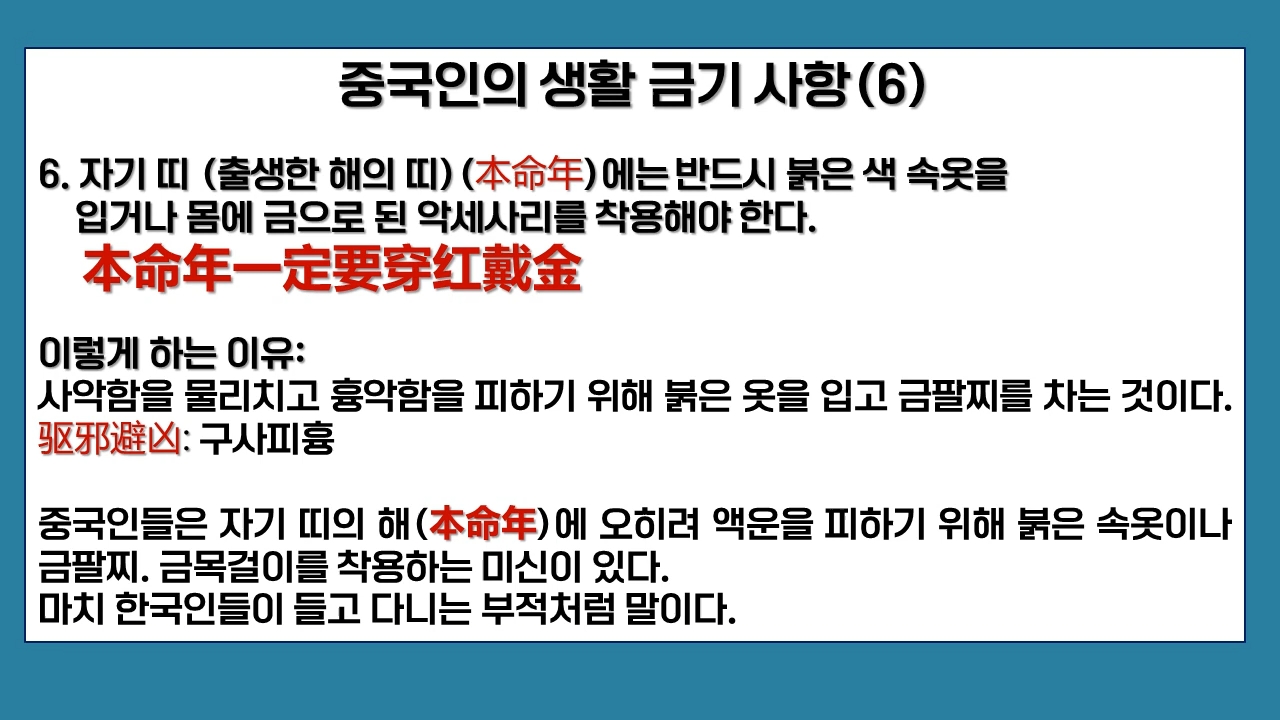 중국인의 생활 금기 사항(6)
6. 자기 띠 (출생한 해의 띠)(本命年)에는 반드시 붉은 색 속옷을
입거나 몸에 금으로 된 악세사리를 착용해야 한다.
本命年一定要穿红戴金
이렇게 하는 이유:
사악함을 물리치고 흉악함을 피하기 위해 붉은 옷을 입고 금팔찌를 차는 것이다.
驱邪避凶: 구사피흉
중국인들은 자기 띠의 해(本命年)에 오히려 액운을 피하기 위해 붉은 속옷이나
금팔찌. 금목걸이를 착용하는 미신이 있다.
마치 한국인들이 들고 다니는 부적처럼 말이다.